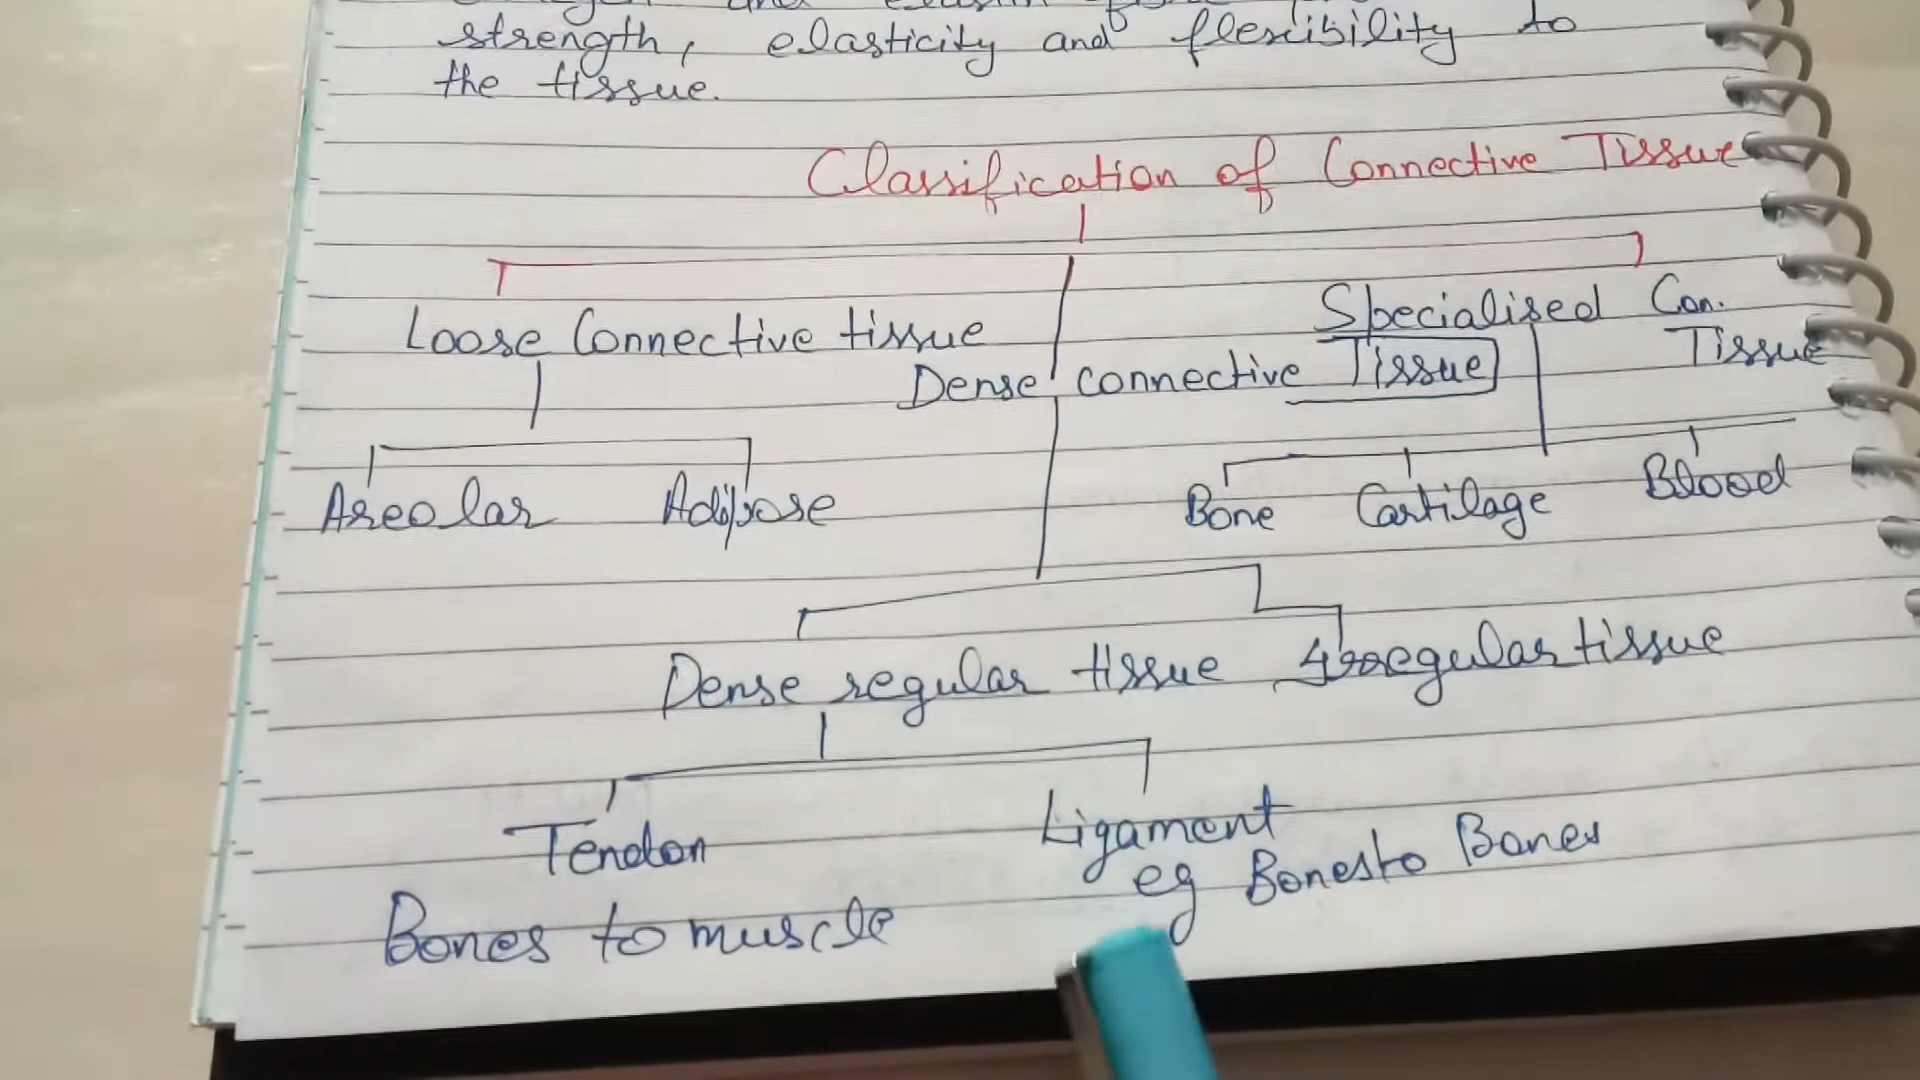 and
strength, elasticity and flexibility to
the tissue.
Classification of Connective Tissue
Loose Connective tissue
Specialised Con.
Tissue
Dense connective Tissue
Areolar Adipose
Bone Cartilage Blood
Dense regular tissue Irregular tissue
Tendon
Ligament
eg Bones to Bones
Bones to muscle